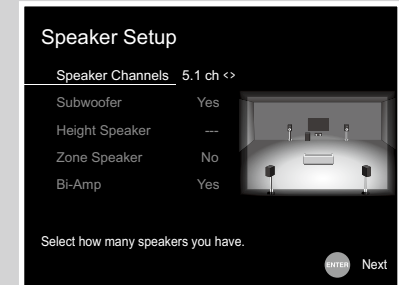 Speaker Setup
Speaker Channels 5.1 ch <>
Subwoofer Yes
Height Speaker ---
Zone Speaker No
Bi-Amp Yes
Select how many speakers you have.
ENTER Next